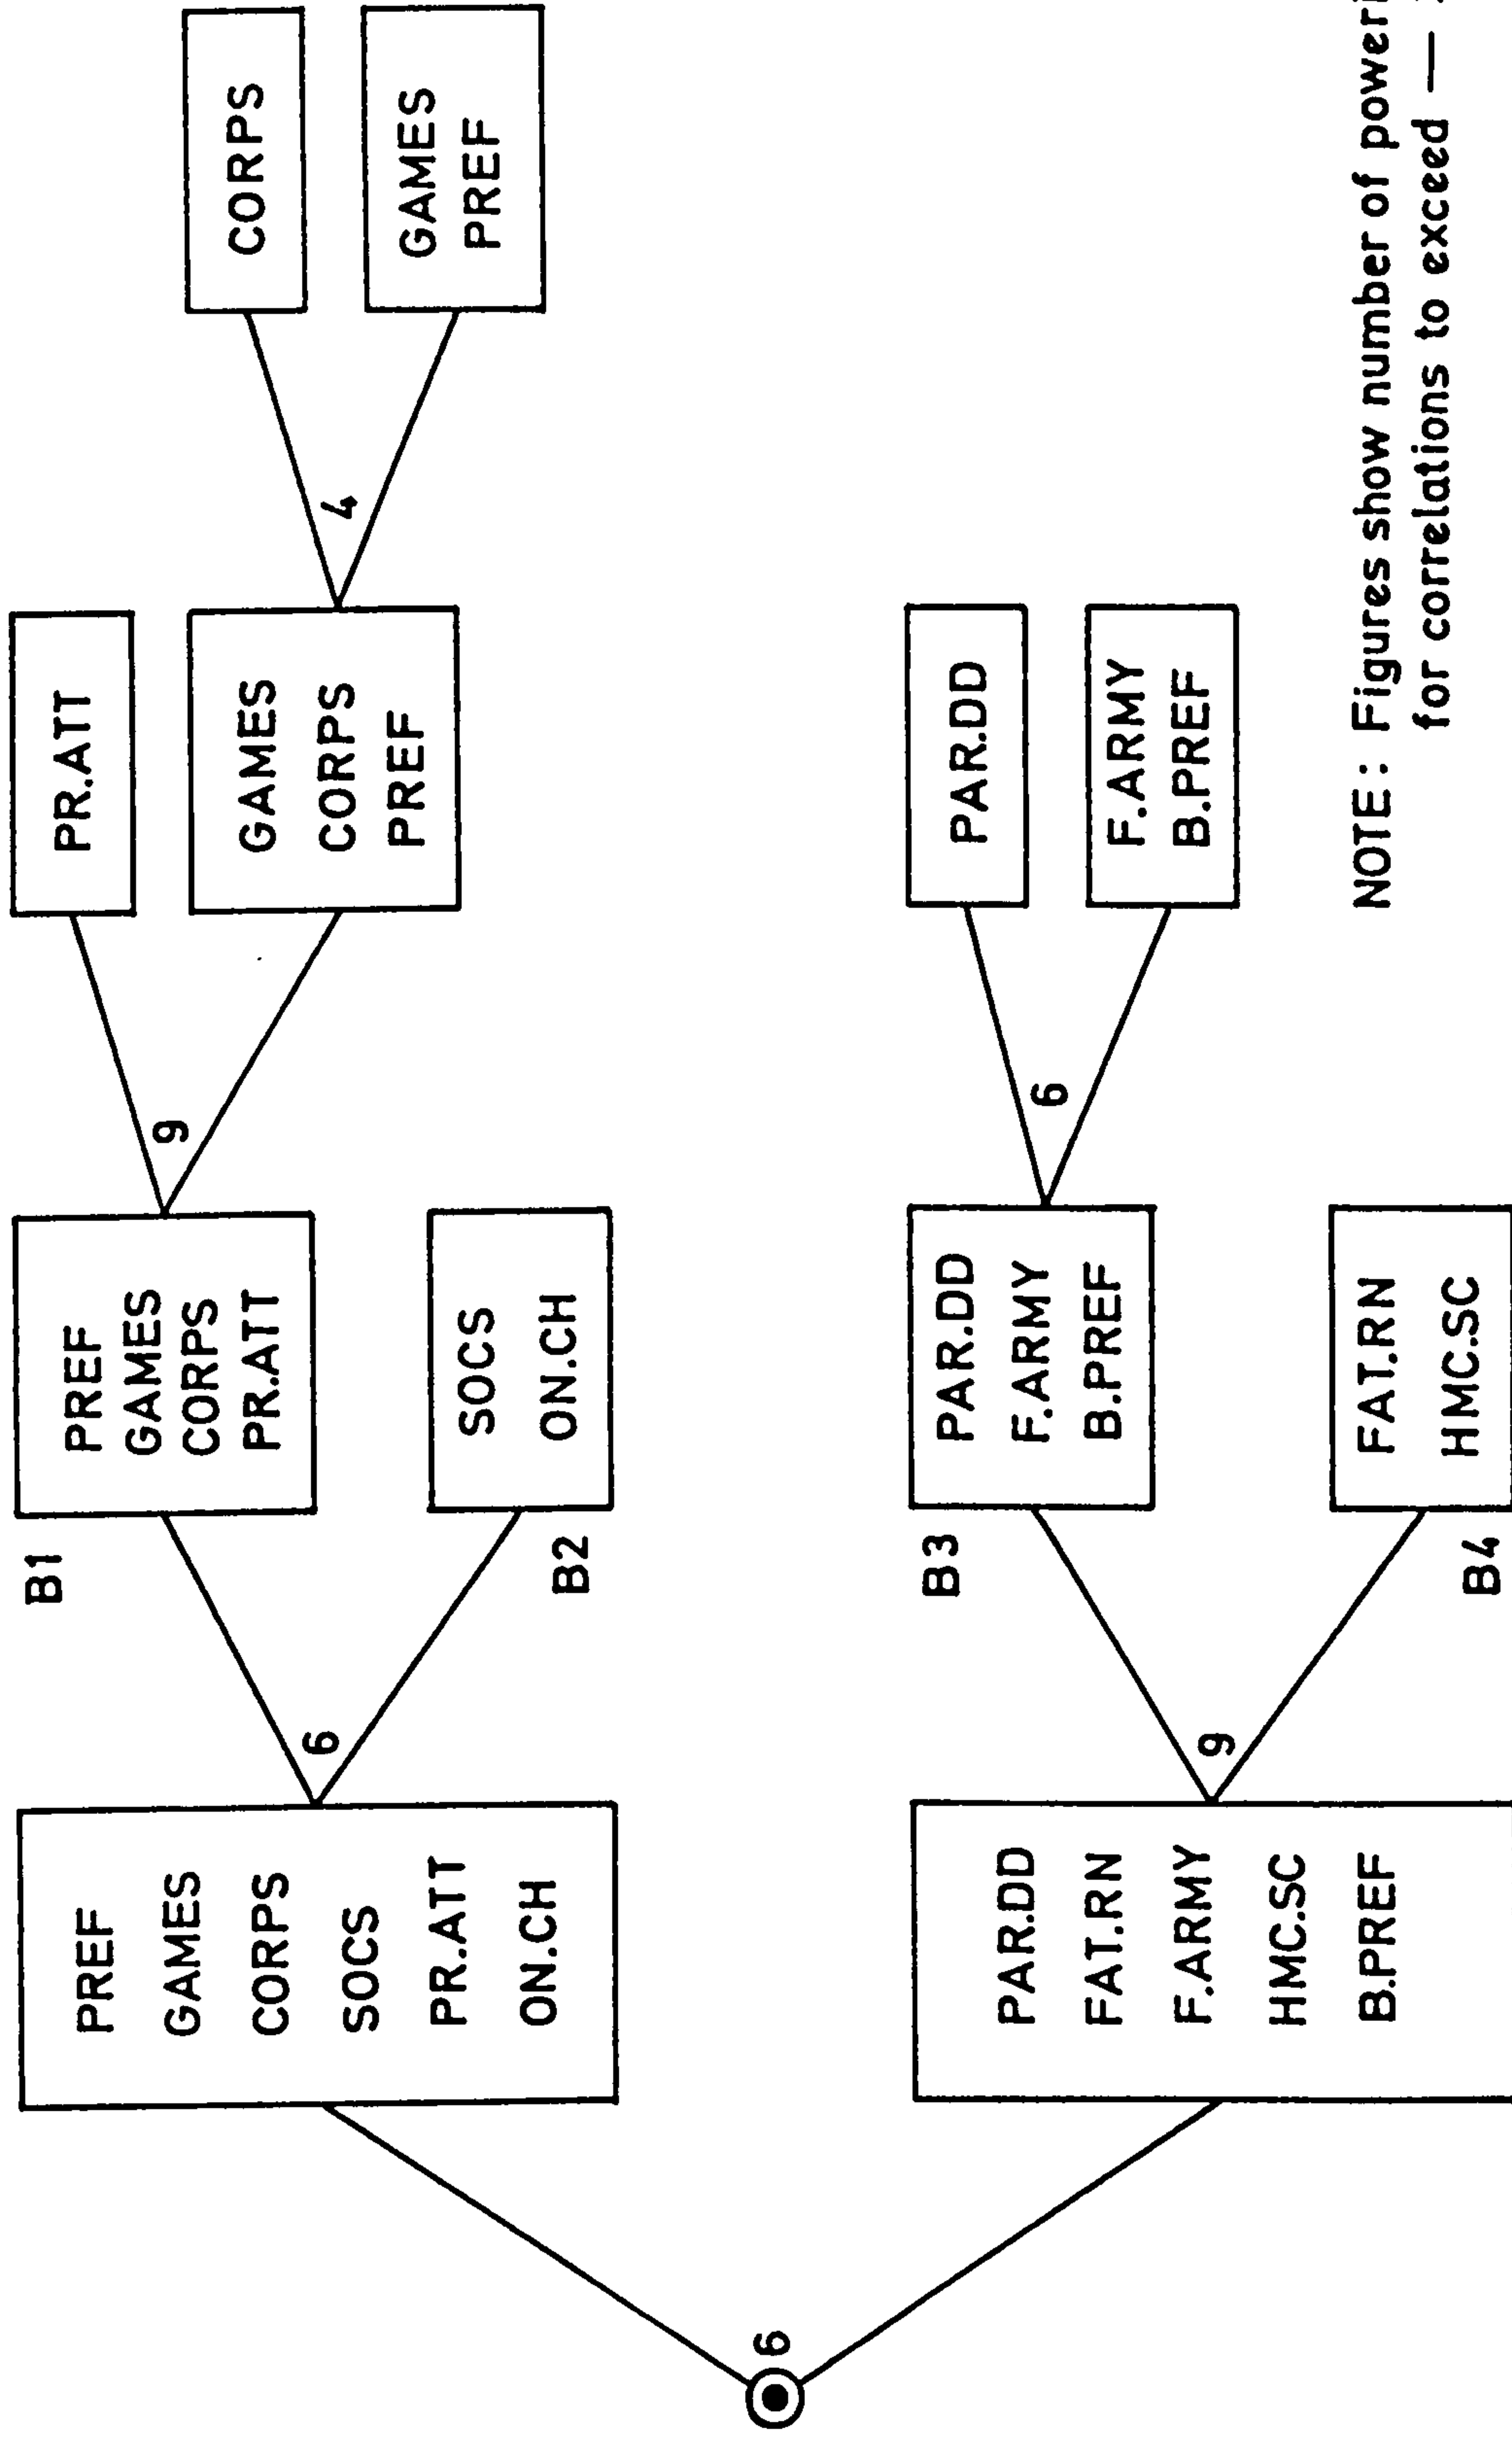 PREF
GAMES
CORPS
SOCS
PR.ATT
ON.CH
6
B1
PREF
GAMES
CORPS
PR.ATT
9
PR.ATT
GAMES
CORPS
PREF
4
CORPS
GAMES
PREF
B2
SOCS
ON.CH
6
PAR.DD
FAT.RN
F.ARMY
HMC.SC
B.PREF
9
B3
PAR.DD
F.ARMY
B.PREF
6
PAR.DD
F.ARMY
B.PREF
B4
FAT.RN
HMC.SC
NOTE: Figures show number of
for correlations to exceed —